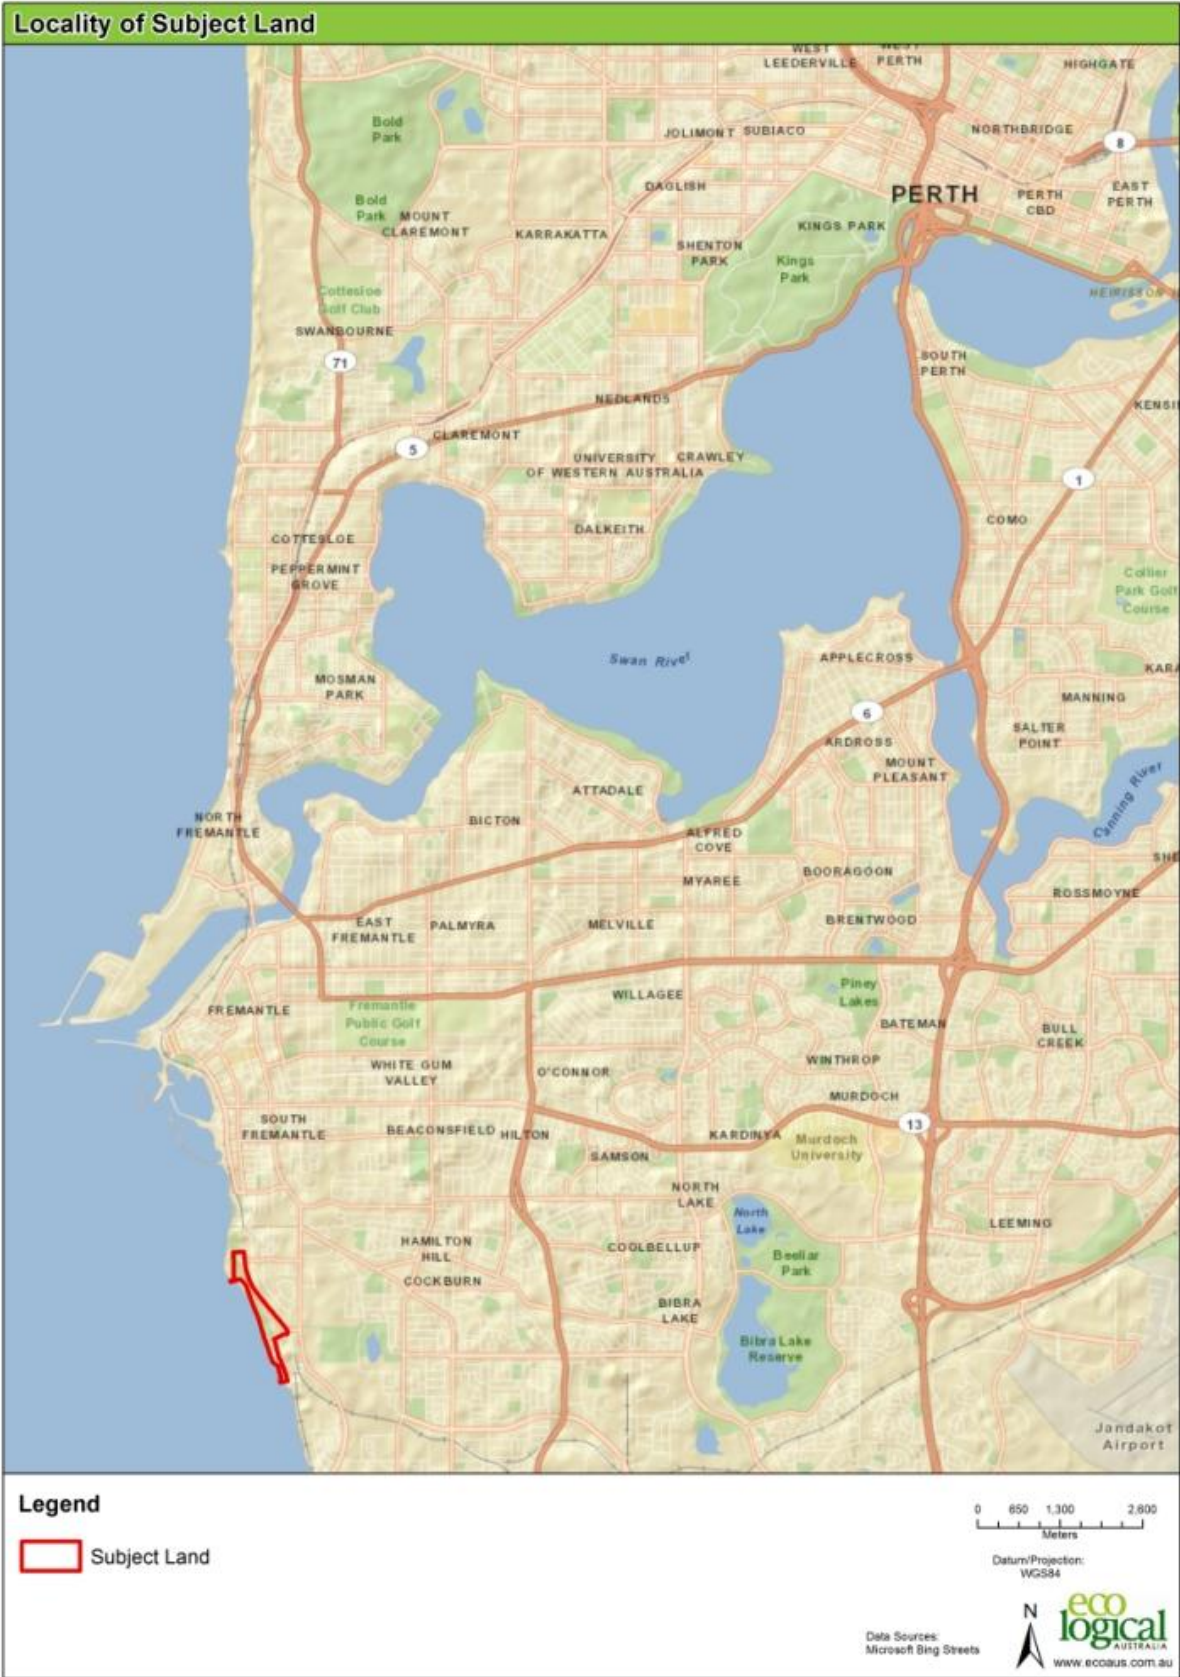 Locality of Subject Land
WEST
LEEDERVILLE
WEST
PERTH
HIGHGATE
Bold
Park
JOLIMONT
SUBIACO
NORTHBRIDGE
8
DAGLISH
PERTH
PERTH
CBD
EAST
PERTH
Bold
Park
MOUNT
CLAREMONT
KARRAKATTA
KINGS PARK
SHENTON
PARK
Kings
Park
Cottesloe
Golf Club
HEIRISSON
SWANBOURNE
71
SOUTH
PERTH
NEDLANDS
KENSI
5
CLAREMONT
UNIVERSITY
OF WESTERN AUSTRALIA
CRAWLEY
1
COMO
DALKEITH
COTTESLOE
PEPPERMINT
GROVE
Collier
Park Golf
Course
Swan River
APPLECROSS
KARA
MOSMAN
PARK
MANNING
6
SALTER
POINT
ARDROSS
MOUNT
PLEASANT
ATTADALE
Canning River
NORTH
FREMANTLE
BICTON
ALFRED
COVE
SHE
MYAREE
BOORAGOON
ROSSMOYNE
EAST
FREMANTLE
PALMYRA
MELVILLE
BRENTWOOD
WILLAGEE
Piney
Lakes
FREMANTLE
Fremantle
Public Golf
Course
BATEMAN
BULL
CREEK
WHITE GUM
VALLEY
O'CONNOR
WINTHROP
MURDOCH
SOUTH
FREMANTLE
BEACONSFIELD
HILTON
KARDINYA
Murdoch
University
13
SAMSON
NORTH
LAKE
North
Lake
LEEMING
HAMILTON
HILL
COOLBELLUP
Beeliar
Park
COCKBURN
BIBRA
LAKE
Bibra Lake
Reserve
Jandakot
Airport
Legend
Subject Land
0 650 1,300 2,600
Meters
Datum/Projection:
WGS84
N
Data Sources:
Microsoft Bing Streets
eco
logical
AUSTRALIA
www.ecoaus.com.au